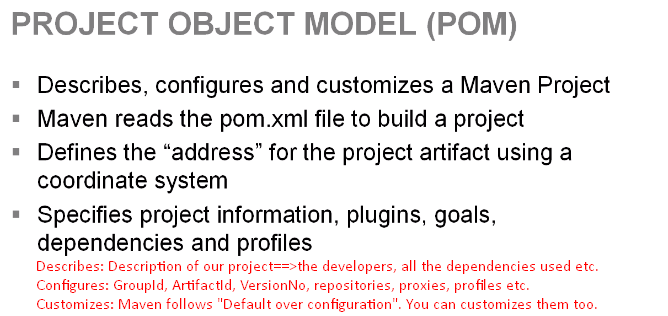 PROJECT OBJECT MODEL (POM)
▪ Describes, configures and customizes a Maven Project
▪ Maven reads the pom.xml file to build a project
▪ Defines the “address” for the project artifact using a
coordinate system
▪ Specifies project information, plugins, goals,
dependencies and profiles
Describes: Description of our project==>the developers, all the dependencies used etc.
Configures: GroupId, ArtifactId, VersionNo, repositories, proxies, profiles etc.
Customizes: Maven follows "Default over configuration". You can customizes them too.